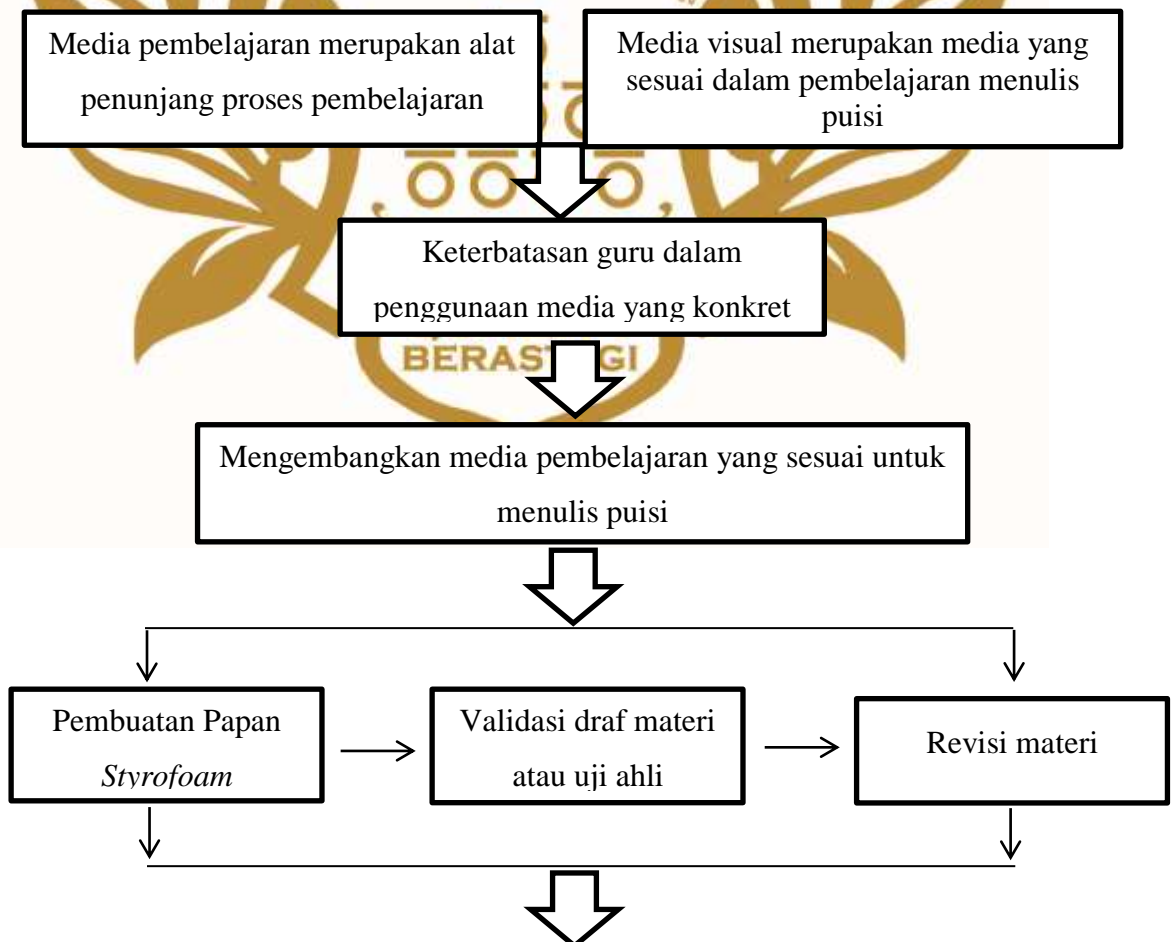 Media pembelajaran merupakan alat
penunjang proses pembelajaran
Media visual merupakan media yang
sesuai dalam pembelajaran menulis
puisi
Keterbatasan guru dalam
penggunaan media yang konkret
Mengembangkan media pembelajaran yang sesuai untuk
menulis puisi
Pembuatan Papan
Styrofoam
Validasi draf materi
atau uji ahli
Revisi materi